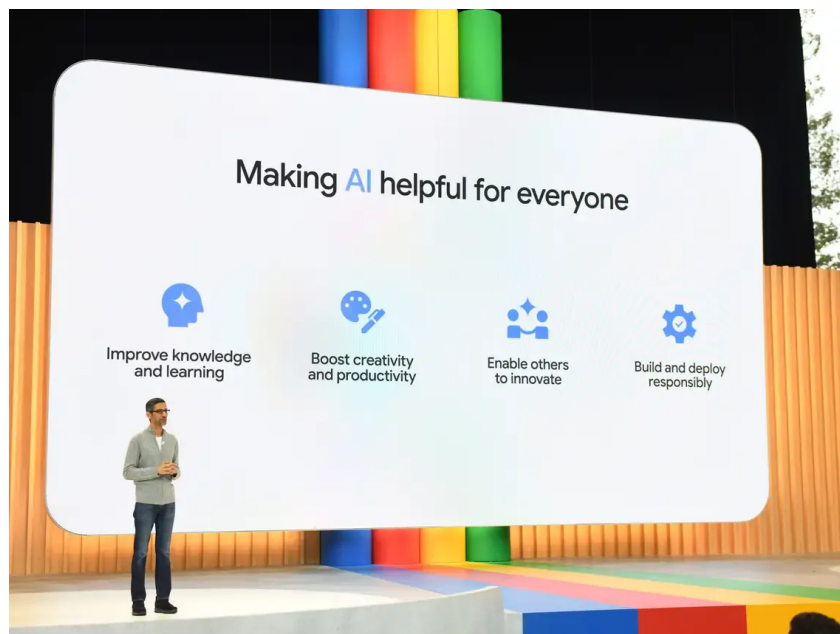 Making AI helpful for everyone
Improve knowledge
and learning
Boost creativity
and productivity
Enable others
to innovate
Build and deploy
responsibly